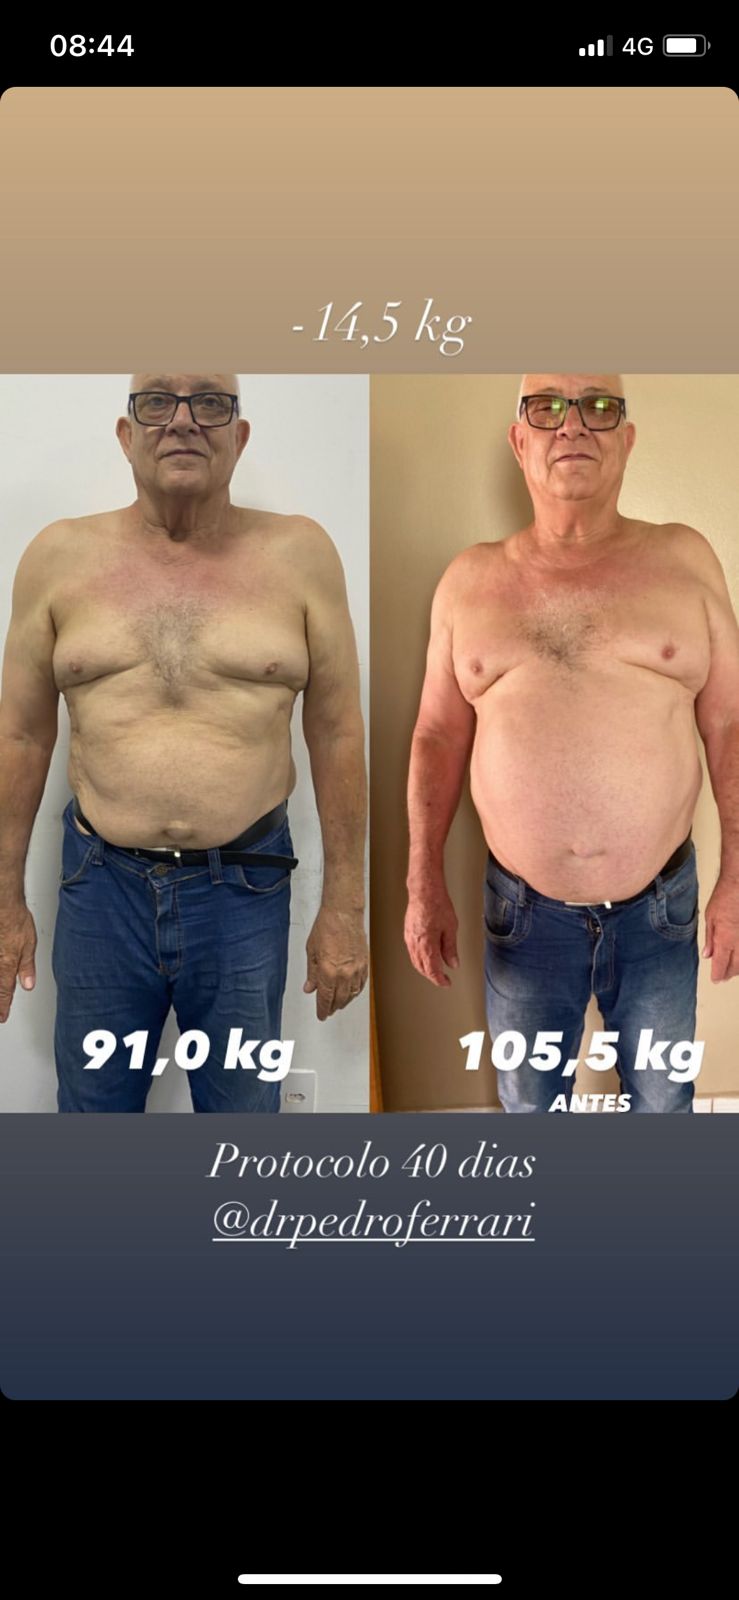 08:44
4G
-14,5 kg
91,0 kg
105,5 kg
ANTES
Protocolo 40 dias
@drpedroferrari